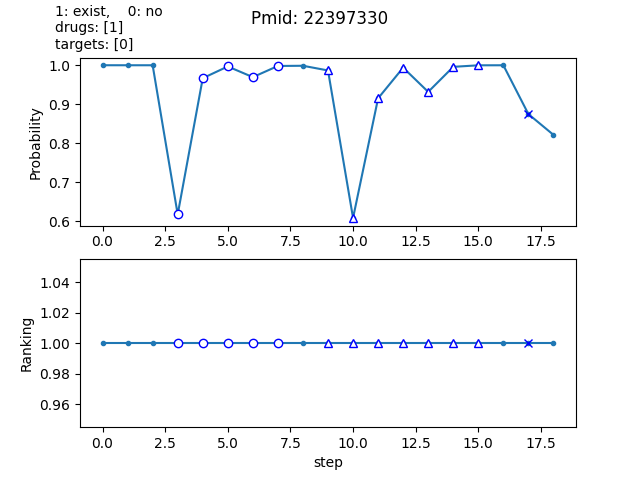 1: exist,    0: no
drugs: [1]
targets: [0]
Pmid: 22397330
1.0
0.9
0.8
0.7
0.6
Probability
0.0 2.5 5.0 7.5 10.0 12.5 15.0 17.5
1.04
1.02
1.00
0.98
0.96
Ranking
0.0 2.5 5.0 7.5 10.0 12.5 15.0 17.5
step